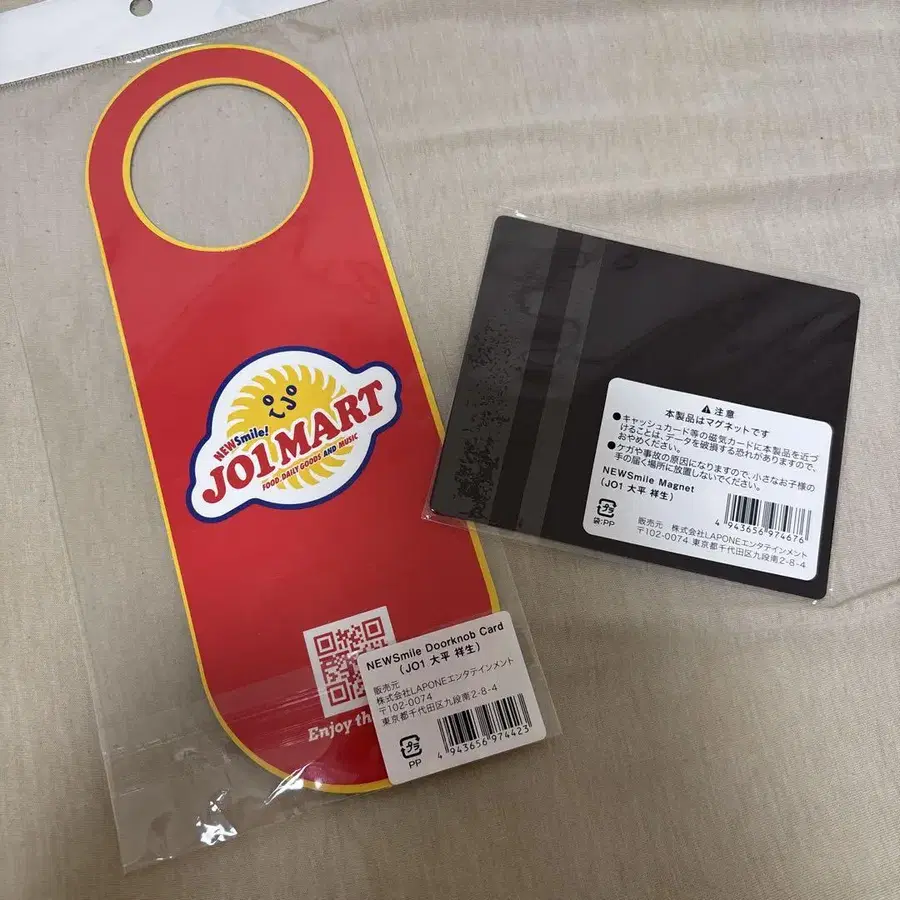 NEWSmile!
JO1 MART
FOOD, DAILY GOODS AND MUSIC
Enjoy th
NEWSmile Doorknob Card
（JO1 大平 祥生）
販売元
株式会社LAPONEエンタテインメント
〒102-0074
東京都千代田区九段南2-8-4
プラ
PP
4 943656 974423
⚠ 注意
本製品はマグネットです
●キャッシュカード等の磁気カードに本製品を近づ
けることは、データを破損する恐れがありますので、
おやめください。
●ケガや事故の原因になりますので、小さなお子様の
手の届く場所に放置しないでください。
NEWSmile Magnet
（JO1 大平 祥生）
プラ
袋:PP
4 943656 974676
販売元 株式会社LAPONEエンタテインメント
〒102-0074 東京都千代田区九段南2-8-4